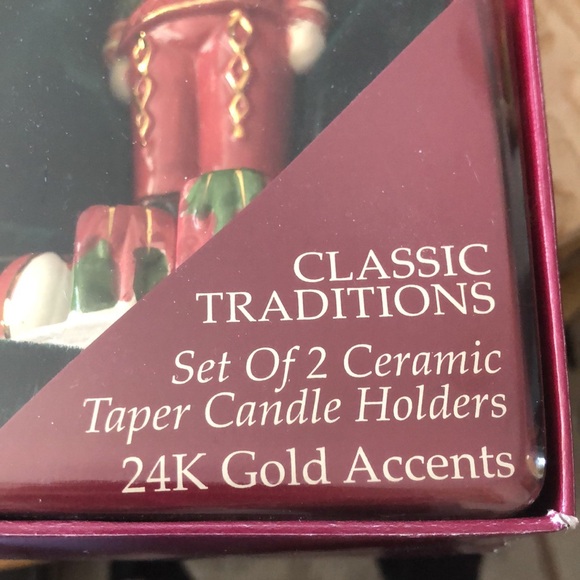 CLASSIC
TRADITIONS
Set Of 2 Ceramic
Taper Candle Holders
24K Gold Accents